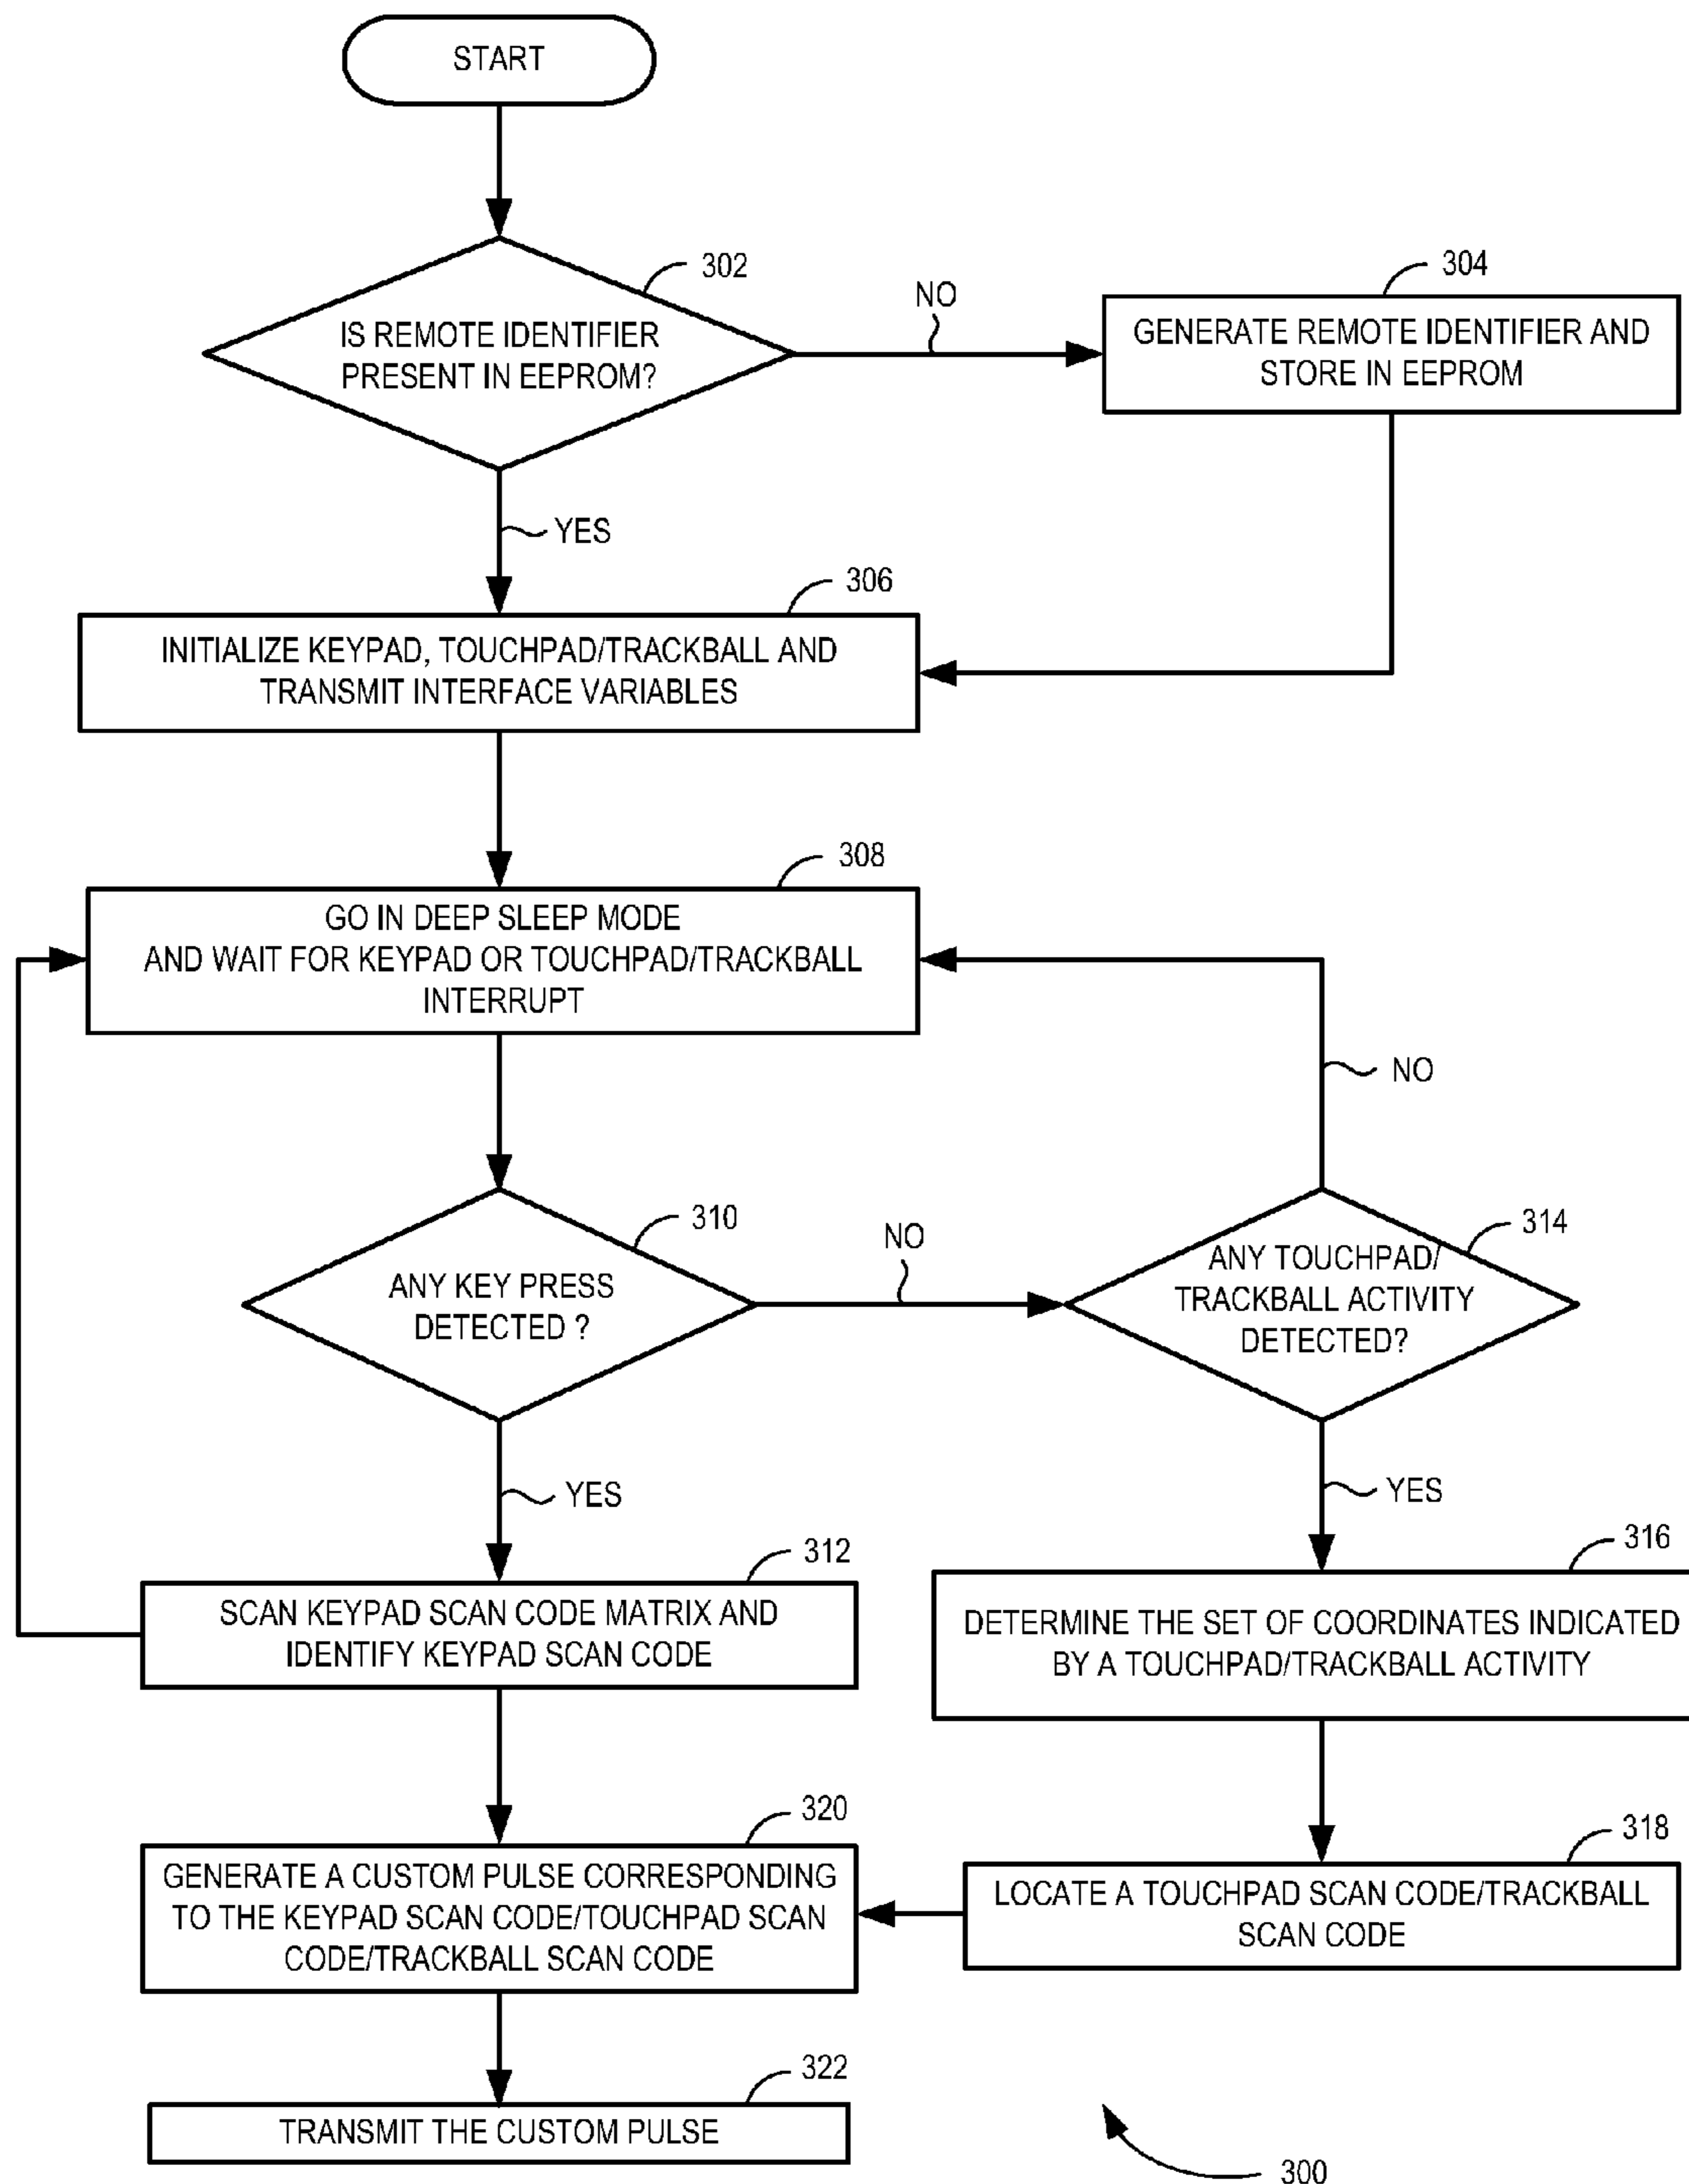 START
302
IS REMOTE IDENTIFIER
PRESENT IN EEPROM?
NO
304
GENERATE REMOTE IDENTIFIER AND
STORE IN EEPROM
YES
306
INITIALIZE KEYPAD, TOUCHPAD/TRACKBALL AND
TRANSMIT INTERFACE VARIABLES
308
GO IN DEEP SLEEP MODE
AND WAIT FOR KEYPAD OR TOUCHPAD/TRACKBALL
INTERRUPT
NO
310
ANY KEY PRESS
DETECTED ?
NO
314
ANY TOUCHPAD/
TRACKBALL ACTIVITY
DETECTED?
YES
YES
312
SCAN KEYPAD SCAN CODE MATRIX AND
IDENTIFY KEYPAD SCAN CODE
316
DETERMINE THE SET OF COORDINATES INDICATED
BY A TOUCHPAD/TRACKBALL ACTIVITY
320
GENERATE A CUSTOM PULSE CORRESPONDING
TO THE KEYPAD SCAN CODE/TOUCHPAD SCAN
CODE/TRACKBALL SCAN CODE
318
LOCATE A TOUCHPAD SCAN CODE/TRACKBALL
SCAN CODE
322
TRANSMIT THE CUSTOM PULSE
300